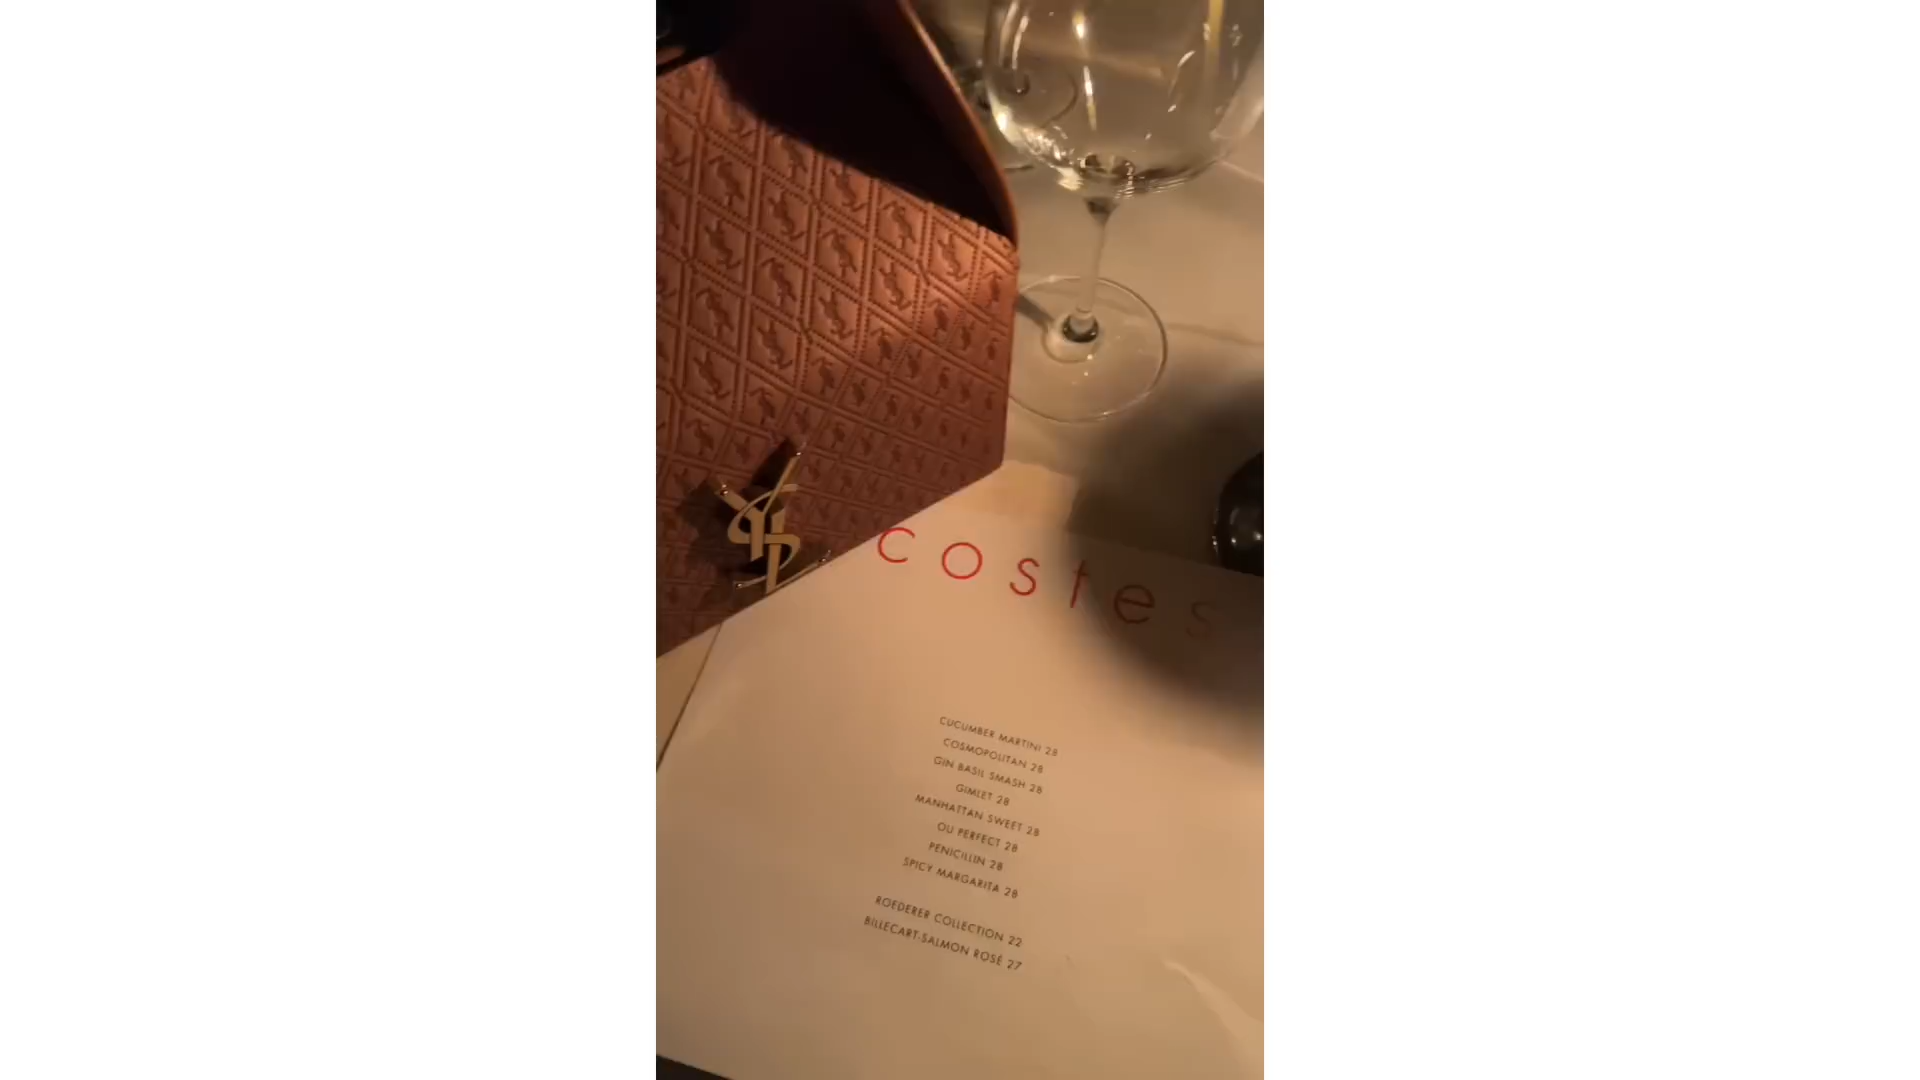 YSL
costes
CUCUMBER MARTINI 28
COSMOPOLITAN 28
GIN BASIL SMASH 28
GIMLET 28
MANHATTAN SWEET 28
OU PERFECT 28
PENICILLIN 28
SPICY MARGARITA 28
ROEDERER COLLECTION 22
BILLECART-SALMON ROSÉ 27